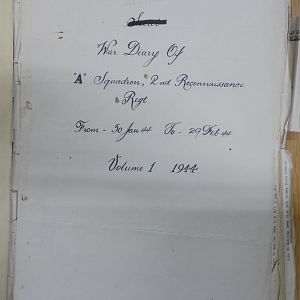 War Diary Of
"A" Squadron, 2nd Reconnaissance
Regt.
From - 30 Jan 44 To - 29 Feb 44
Volume 1 1944